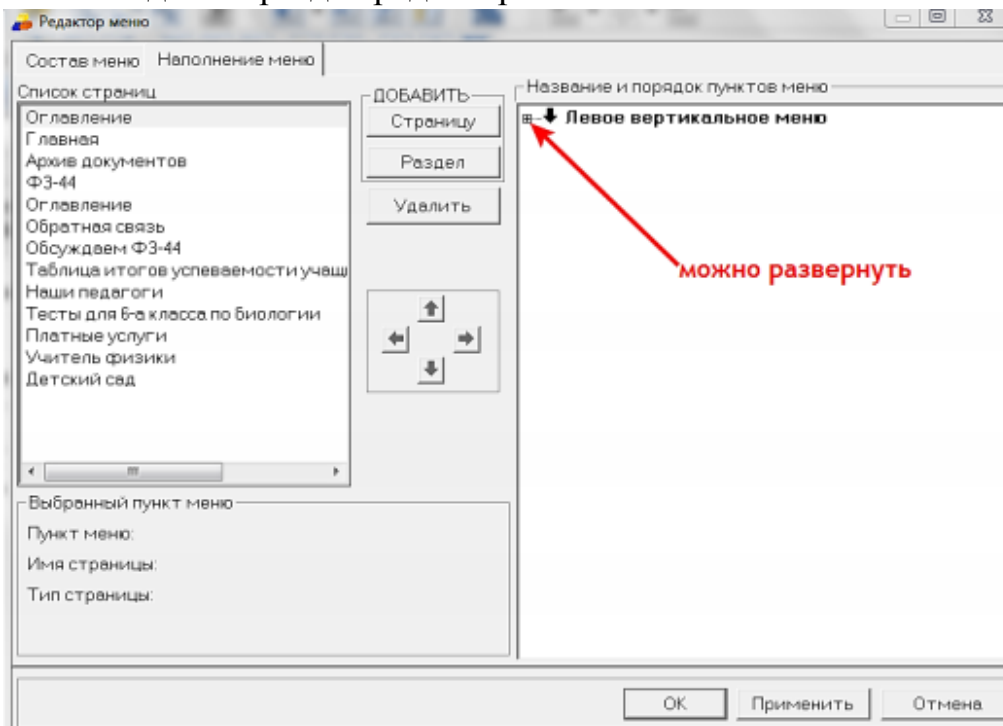 Редактор меню
Состав меню Наполнение меню
Список страниц
Оглавление
Главная
Архив документов
ФЗ-44
Оглавление
Обратная связь
Обсуждаем ФЗ-44
Таблица итогов успеваемости учащи
Наши педагоги
Тесты для 6-а класса по биологии
Платные услуги
Учитель физики
Детский сад
ДОБАВИТЬ
Страницу
Раздел
Удалить
Название и порядок пунктов меню
Левое вертикальное меню
можно развернуть
Выбранный пункт меню
Пункт меню:
Имя страницы:
Тип страницы:
ОК Применить Отмена